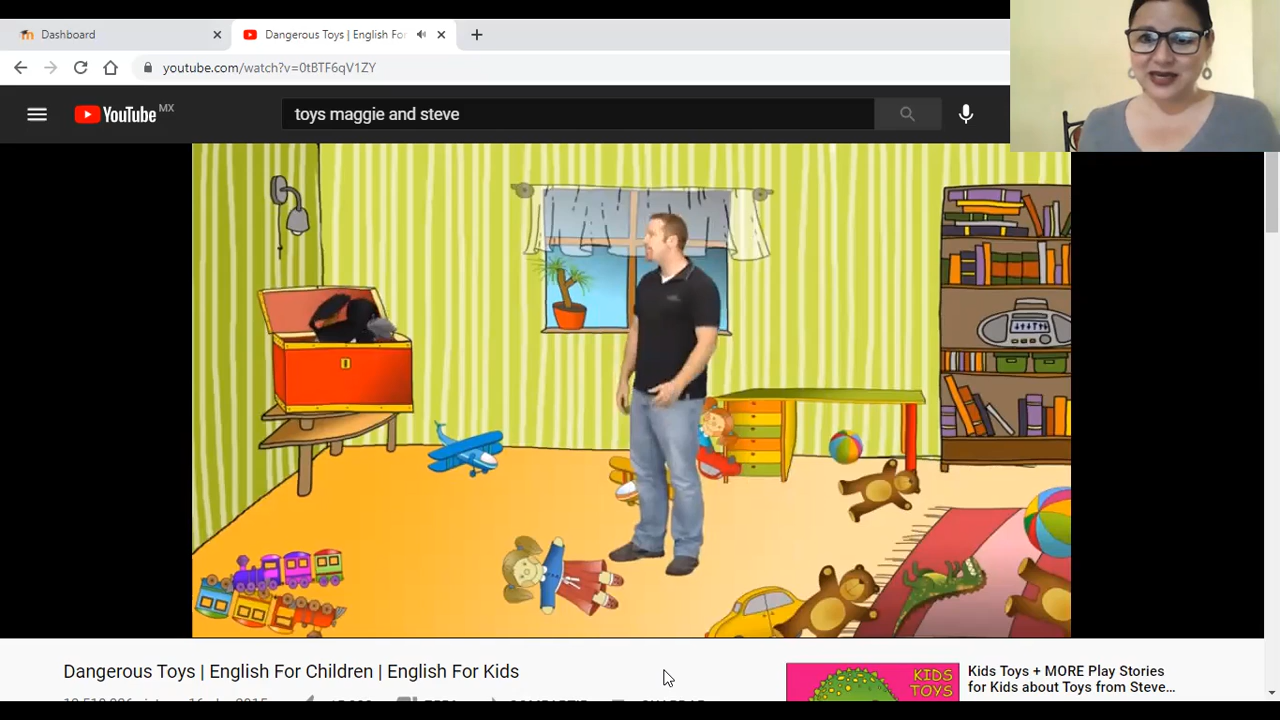 Dashboard
Dangerous Toys | English For
youtube.com/watch?v=0tBTF6qV1ZY
YouTube MX
toys maggie and steve
Dangerous Toys | English For Children | English For Kids
KIDS
TOYS
Kids Toys + MORE Play Stories
for Kids about Toys from Steve...